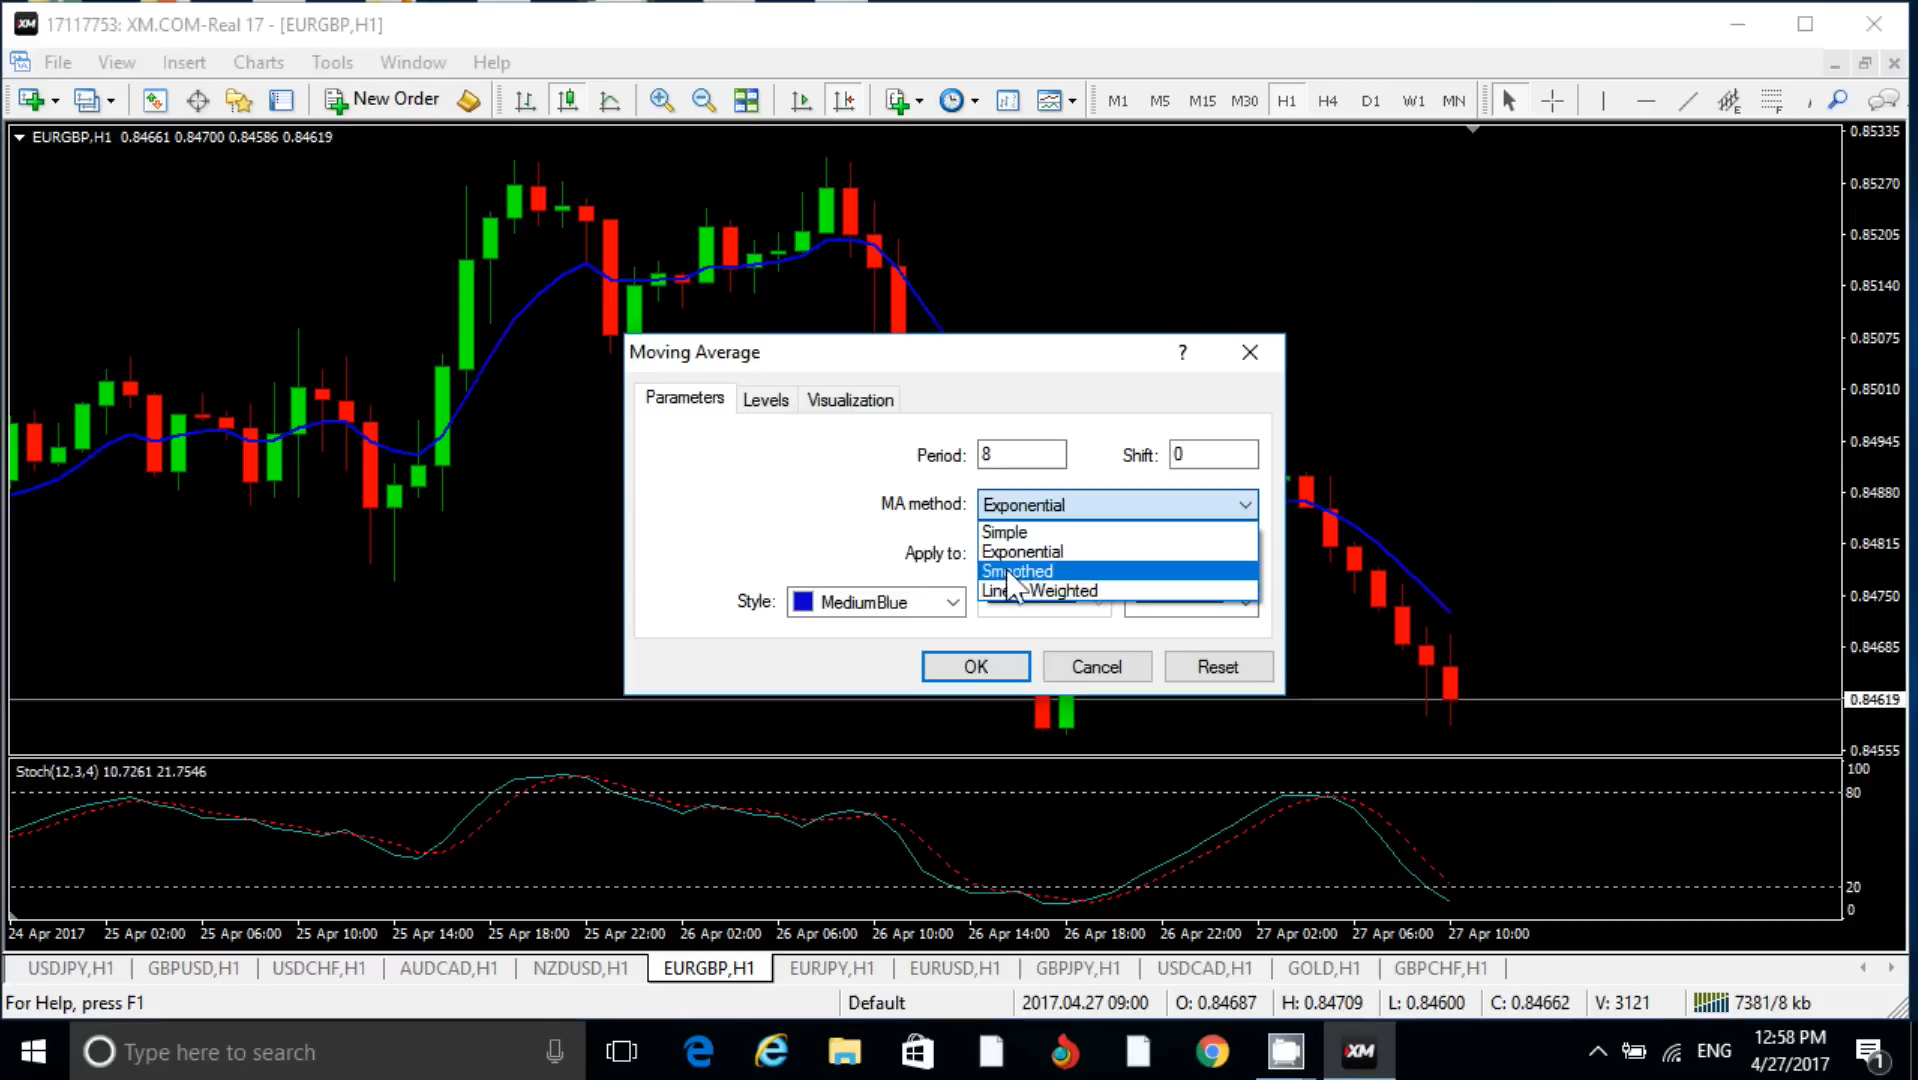 XM 17117753: XM.COM-Real 17 - [EURGBP,H1]
File View Insert Charts Tools Window Help
New Order M1 M5 M15 M30 H1 H4 D1 W1 MN E F
EURGBP,H1 0.84661 0.84700 0.84586 0.84619
0.85335
0.85270
0.85205
0.85140
0.85075
0.85010
0.84945
0.84880
0.84815
0.84750
0.84685
0.84619
0.84555
Moving Average ?
Parameters Levels Visualization
Period: 8 Shift: 0
MA method: Exponential
Simple
Apply to: Exponential
Smoothed
Weighted
Style: MediumBlue
OK Cancel Reset
Stoch(12,3,4) 10.7261 21.7546
100
80
20
0
24 Apr 2017 25 Apr 02:00 25 Apr 06:00 25 Apr 10:00 25 Apr 14:00 25 Apr 18:00 25 Apr 22:00 26 Apr 02:00 26 Apr 06:00 26 Apr 10:00 26 Apr 14:00 26 Apr 18:00 26 Apr 22:00 27 Apr 02:00 27 Apr 06:00 27 Apr 10:00
USDJPY,H1 GBPUSD,H1 USDCHF,H1 AUDCAD,H1 NZDUSD,H1 EURGBP,H1 EURJPY,H1 EURUSD,H1 GBPJPY,H1 USDCAD,H1 GOLD,H1 GBPCHF,H1
For Help, press F1 Default 2017.04.27 09:00 O: 0.84687 H: 0.84709 L: 0.84600 C: 0.84662 V: 3121 7381/8 kb
Type here to search XM ENG 12:58 PM
4/27/2017 1